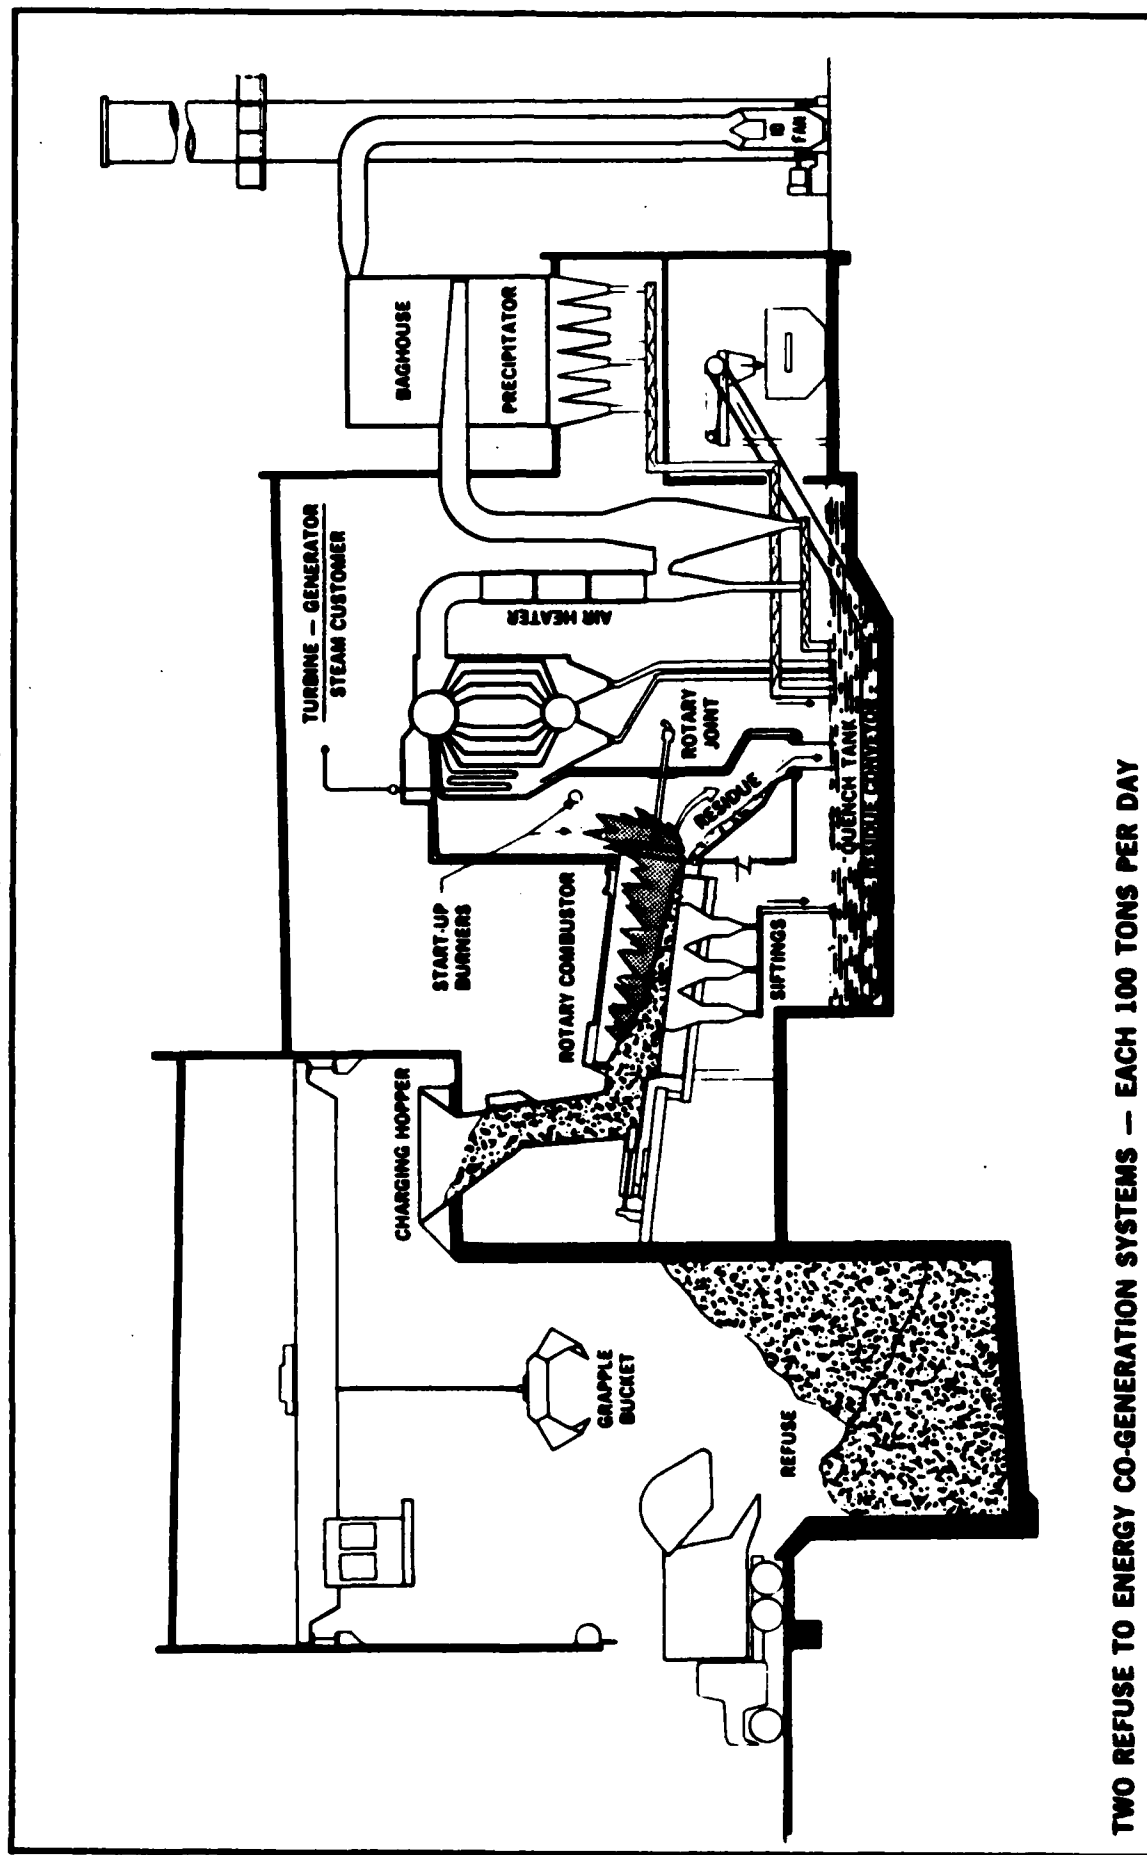 TURBINE — GENERATOR
STEAM CUSTOMER
BAGHOUSE
PRECIPITATOR
ID
FAN
AIR HEATER
CHARGING HOPPER
START-UP
BURNERS
ROTARY COMBUSTOR
ROTARY
JOINT
RESIDUE
SIFTINGS
QUENCH TANK
RESIDUE CONVEYOR
GRAPPLE
BUCKET
REFUSE
TWO REFUSE TO ENERGY CO-GENERATION SYSTEMS — EACH 100 TONS PER DAY